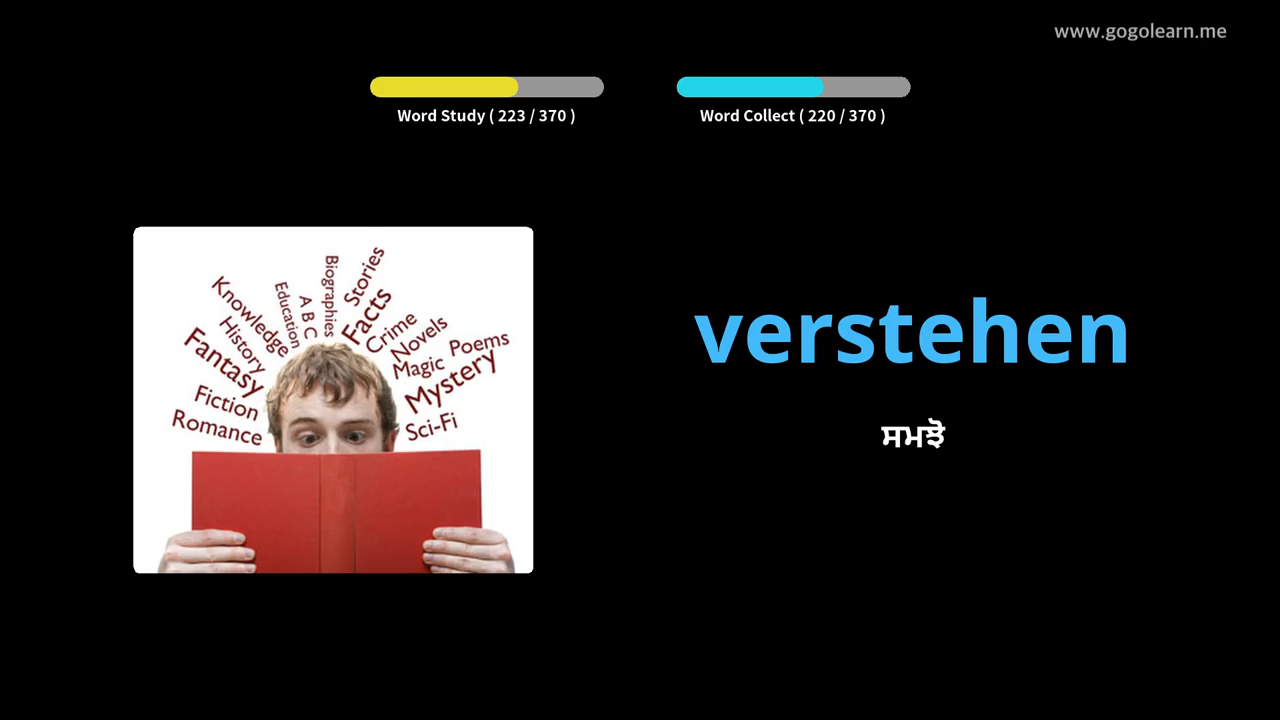 www.gogolearn.me
Word Study ( 223 / 370 )
Word Collect ( 220 / 370 )
Biographies
Stories
Education
A B C
Facts
Knowledge
Crime
History
Novels
Poems
Fantasy
Magic
Mystery
Fiction
Romance
Sci-Fi
verstehen
ਸਮਝੋ